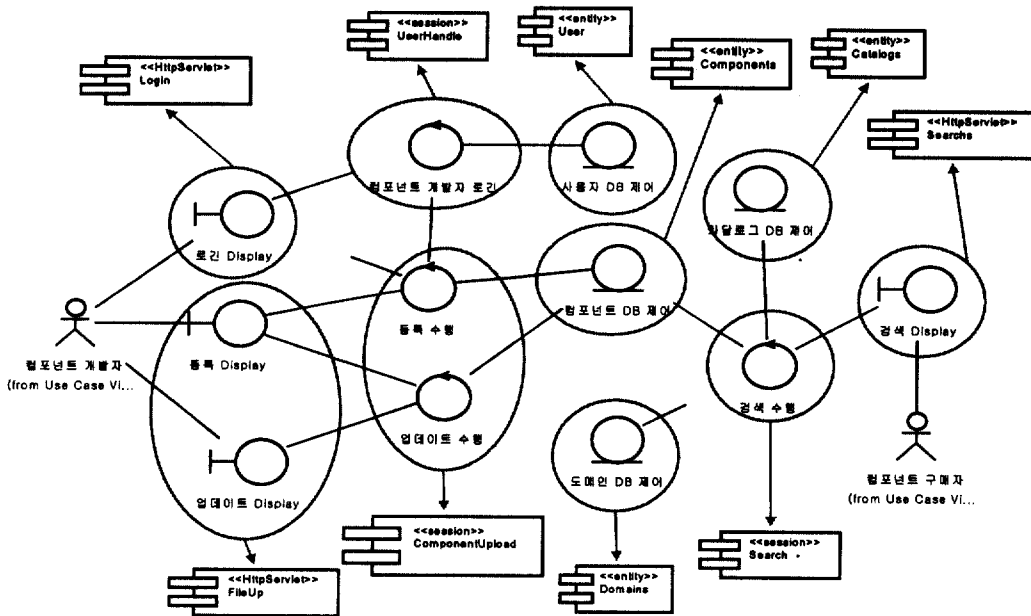 <<session>>
UserHandle
<<entity>>
User
<<entity>>
Components
<<entity>>
Catalogs
<<HttpServlet>>
Login
<<HttpServlet>>
Searchs
컴포넌트 개발자 로긴
사용자 DB 제어
카달로그 DB 제어
로긴 Display
등록 수행
컴포넌트 DB 제어
검색 Display
등록 Display
컴포넌트 개발자
(from Use Case Vi...
업데이트 수행
검색 수행
업데이트 Display
도메인 DB 제어
컴포넌트 구매자
(from Use Case Vi...
<<session>>
ComponentUpload
<<session>>
Search
<<HttpServlet>>
FileUp
<<entity>>
Domains